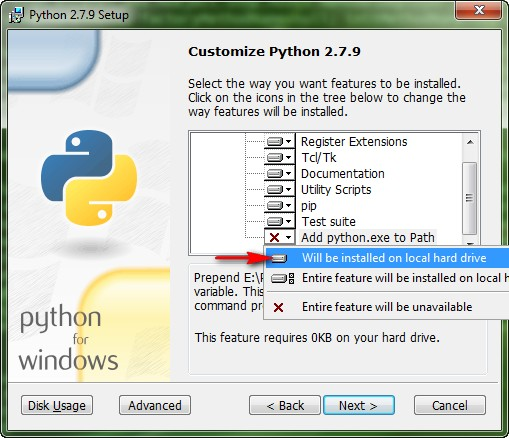 Python 2.7.9 Setup
Customize Python 2.7.9
Select the way you want features to be installed.
Click on the icons in the tree below to change the
way features will be installed.
Register Extensions
Tcl/Tk
Documentation
Utility Scripts
pip
Test suite
Add python.exe to Path
Will be installed on local hard drive
Entire feature will be installed on local h
Entire feature will be unavailable
Prepend E:\
variable. This
command pr
This feature requires 0KB on your hard drive.
python
for
windows
Disk Usage
Advanced
< Back
Next >
Cancel